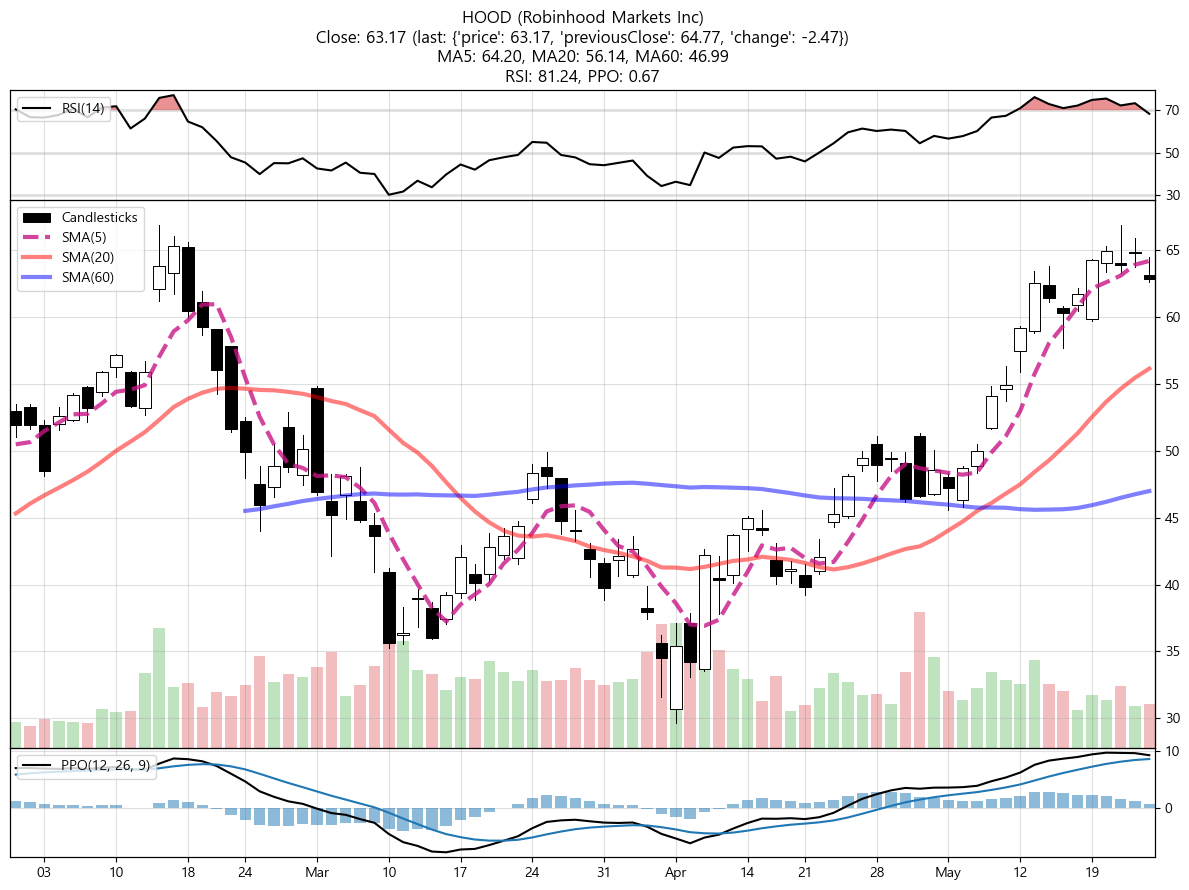 HOOD (Robinhood Markets Inc)
Close: 63.17 (last: {'price': 63.17, 'previousClose': 64.77, 'change': -2.47})
MA5: 64.20, MA20: 56.14, MA60: 46.99
RSI: 81.24, PPO: 0.67
RSI(14)
70
50
30
Candlesticks
SMA(5)
SMA(20)
SMA(60)
65
60
55
50
45
40
35
30
PPO(12, 26, 9)
10
0
03 10 18 24 Mar 10 17 24 31 Apr 14 21 28 May 12 19